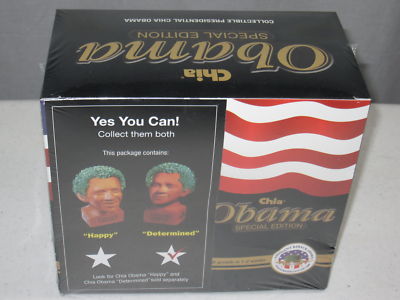 COLLECTIBLE PRESIDENTIAL CHIA OBAMA
SPECIAL EDITION
Obama
Chia
Yes You Can!
Collect them both
This package contains:
"Happy"
"Determined"
Look for Chia Obama "Happy" and
Chia Obama "Determined" sold separately
Chia
Obama
SPECIAL EDITION